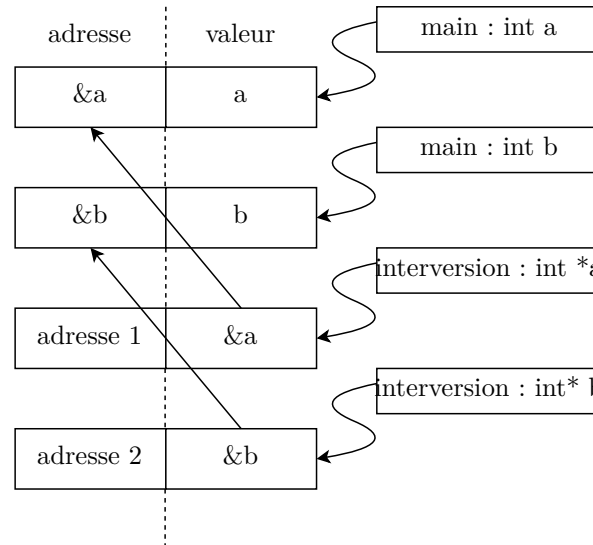 adresse valeur main : int a
&a a
main : int b
&b b
interversion : int *a
adresse 1 &a
interversion : int* b
adresse 2 &b